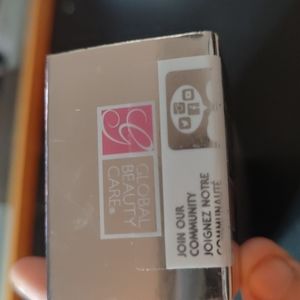 GLOBAL
BEAUTY
CARE®
JOIN OUR
COMMUNITY
JOIGNEZ NOTRE
COMMUNAUTÉ